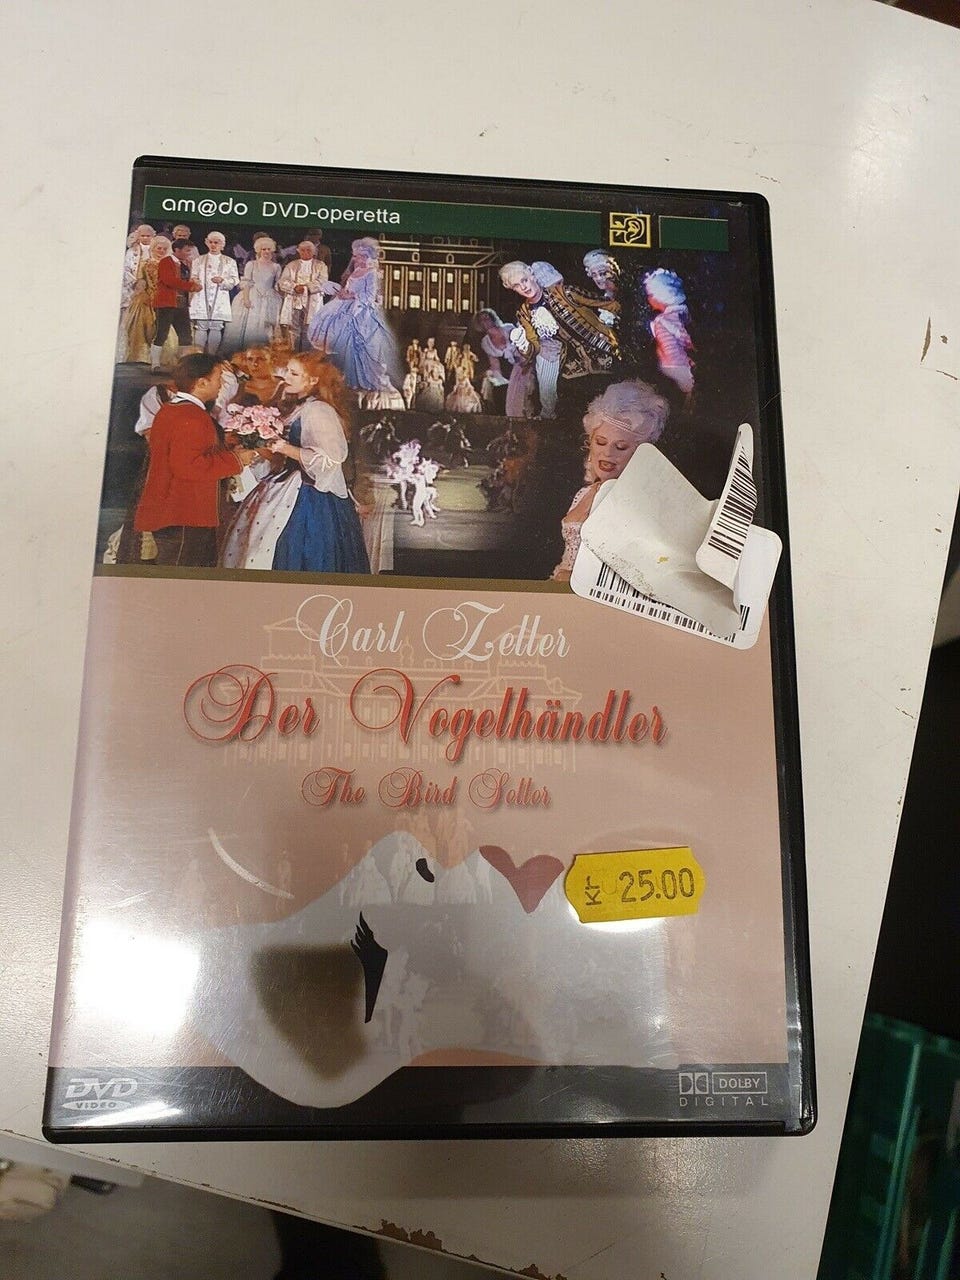 am@do DVD-operetta
Carl Zeller
Der Vogelhändler
The Bird Seller
Kr 25.00
DVD
VIDEO
DOLBY
DIGITAL